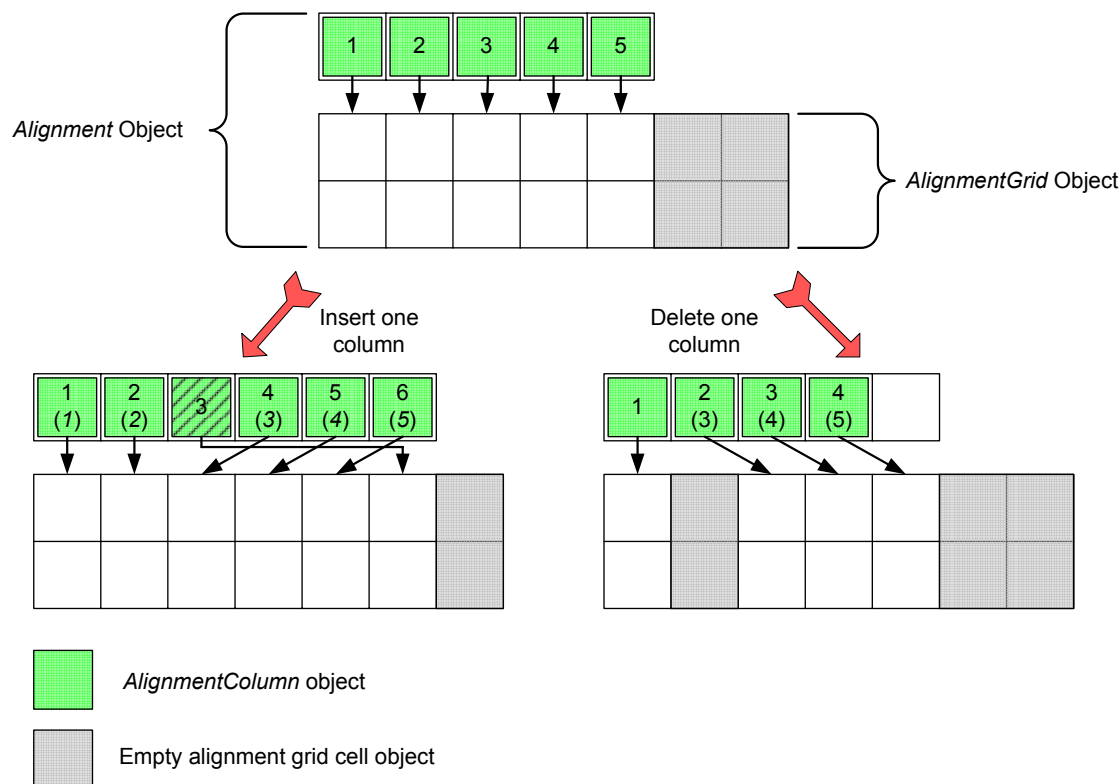 1 2 3 4 5
Alignment Object
AlignmentGrid Object
Insert one
column
Delete one
column
1 2 3 4 5 6
(1) (2) (3) (4) (5)
1 2 3 4
(3) (4) (5)
AlignmentColumn object
Empty alignment grid cell object